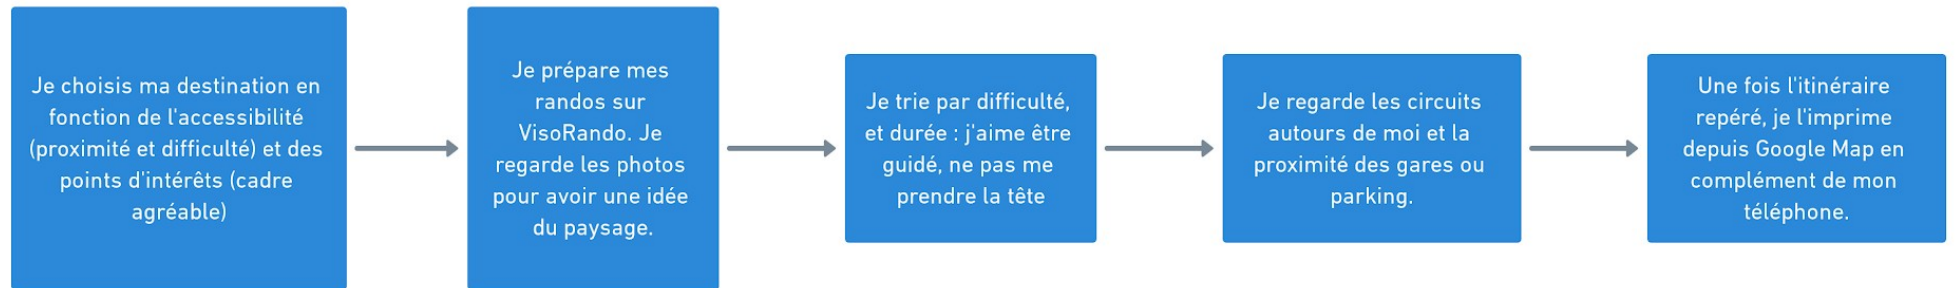 Je choisis ma destination en
fonction de l'accessibilité
(proximité et difficulté) et des
points d'intérêts (cadre
agréable)
Je prépare mes
randos sur
VisoRando. Je
regarde les photos
pour avoir une idée
du paysage.
Je trie par difficulté,
et durée : j'aime être
guidé, ne pas me
prendre la tête
Je regarde les circuits
autours de moi et la
proximité des gares ou
parking.
Une fois l'itinéraire
repéré, je l'imprime
depuis Google Map en
complément de mon
téléphone.